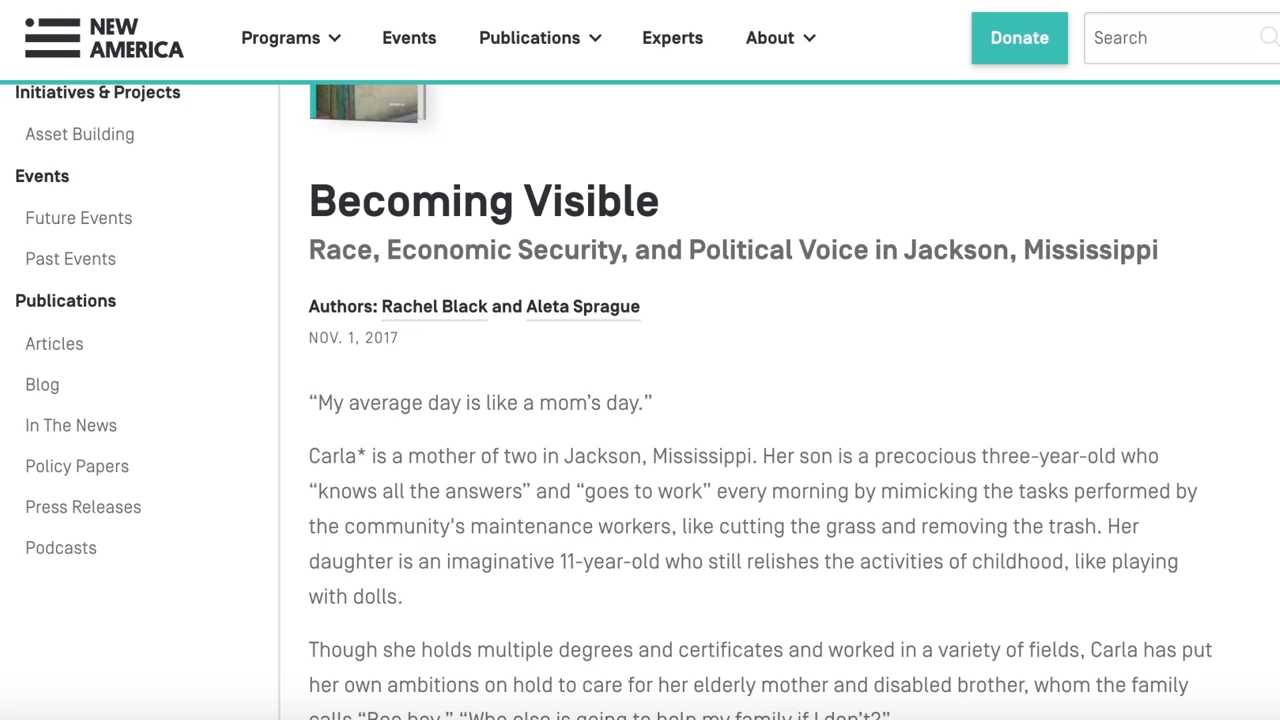 NEW
AMERICA
Programs
Events
Publications
Experts
About
Donate
Search
Initiatives & Projects
Asset Building
Events
Future Events
Past Events
Publications
Articles
Blog
In The News
Policy Papers
Press Releases
Podcasts
Becoming Visible
Race, Economic Security, and Political Voice in Jackson, Mississippi
Authors: Rachel Black and Aleta Sprague
NOV. 1, 2017
“My average day is like a mom’s day.”
Carla* is a mother of two in Jackson, Mississippi. Her son is a precocious three-year-old who
“knows all the answers” and “goes to work” every morning by mimicking the tasks performed by
the community's maintenance workers, like cutting the grass and removing the trash. Her
daughter is an imaginative 11-year-old who still relishes the activities of childhood, like playing
with dolls.
Though she holds multiple degrees and certificates and worked in a variety of fields, Carla has put
her own ambitions on hold to care for her elderly mother and disabled brother, whom the family
calls “Boo boy.” “Who else is going to help my family if I don’t?”